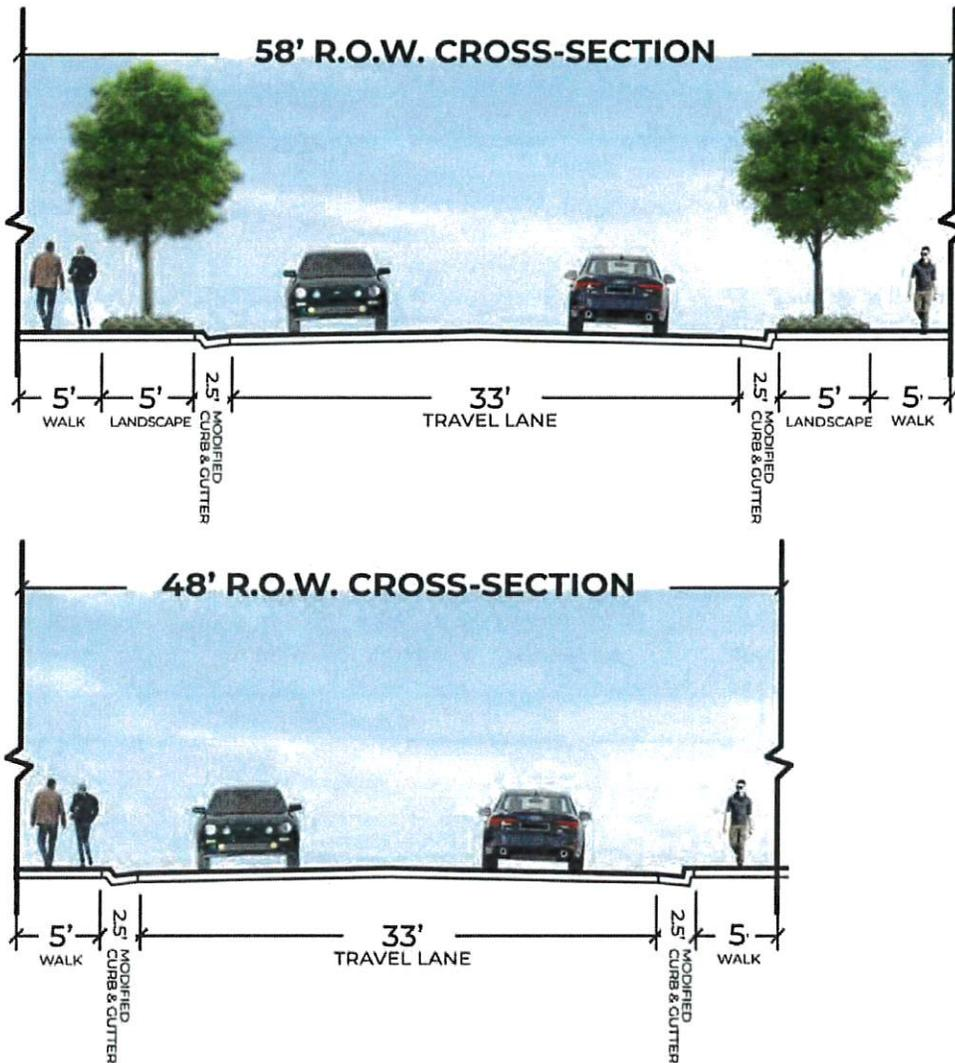 58' R.O.W. CROSS-SECTION
5'
WALK
5'
LANDSCAPE
2.5' MODIFIED
CURB & GUTTER
33'
TRAVEL LANE
2.5' MODIFIED
CURB & GUTTER
5'
LANDSCAPE
5'
WALK
48' R.O.W. CROSS-SECTION
5'
WALK
2.5' MODIFIED
CURB & GUTTER
33'
TRAVEL LANE
2.5' MODIFIED
CURB & GUTTER
5'
WALK